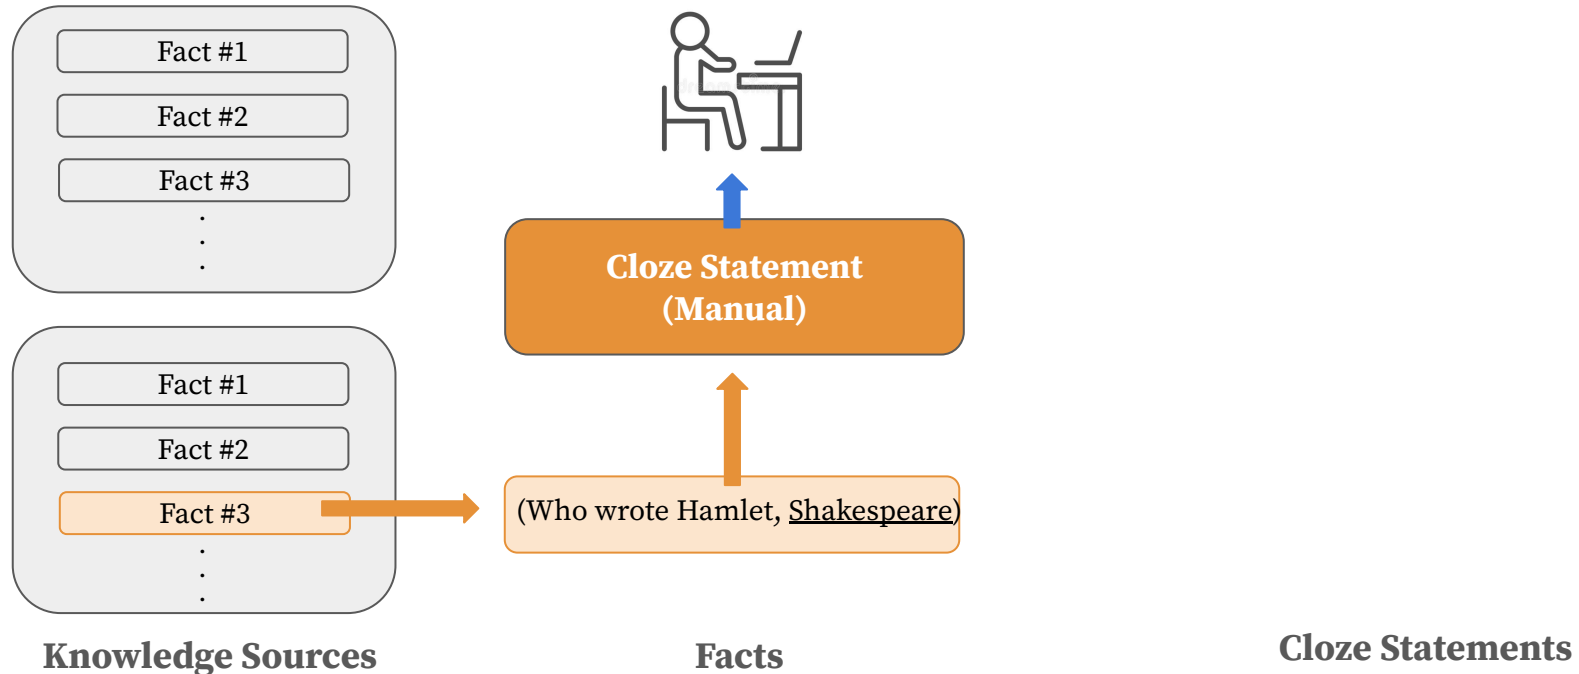 Fact #1
Fact #2
Fact #3
.
.
.
Fact #1
Fact #2
Fact #3
.
.
.
Knowledge Sources
Cloze Statement
(Manual)
(Who wrote Hamlet, Shakespeare)
Facts
Cloze Statements